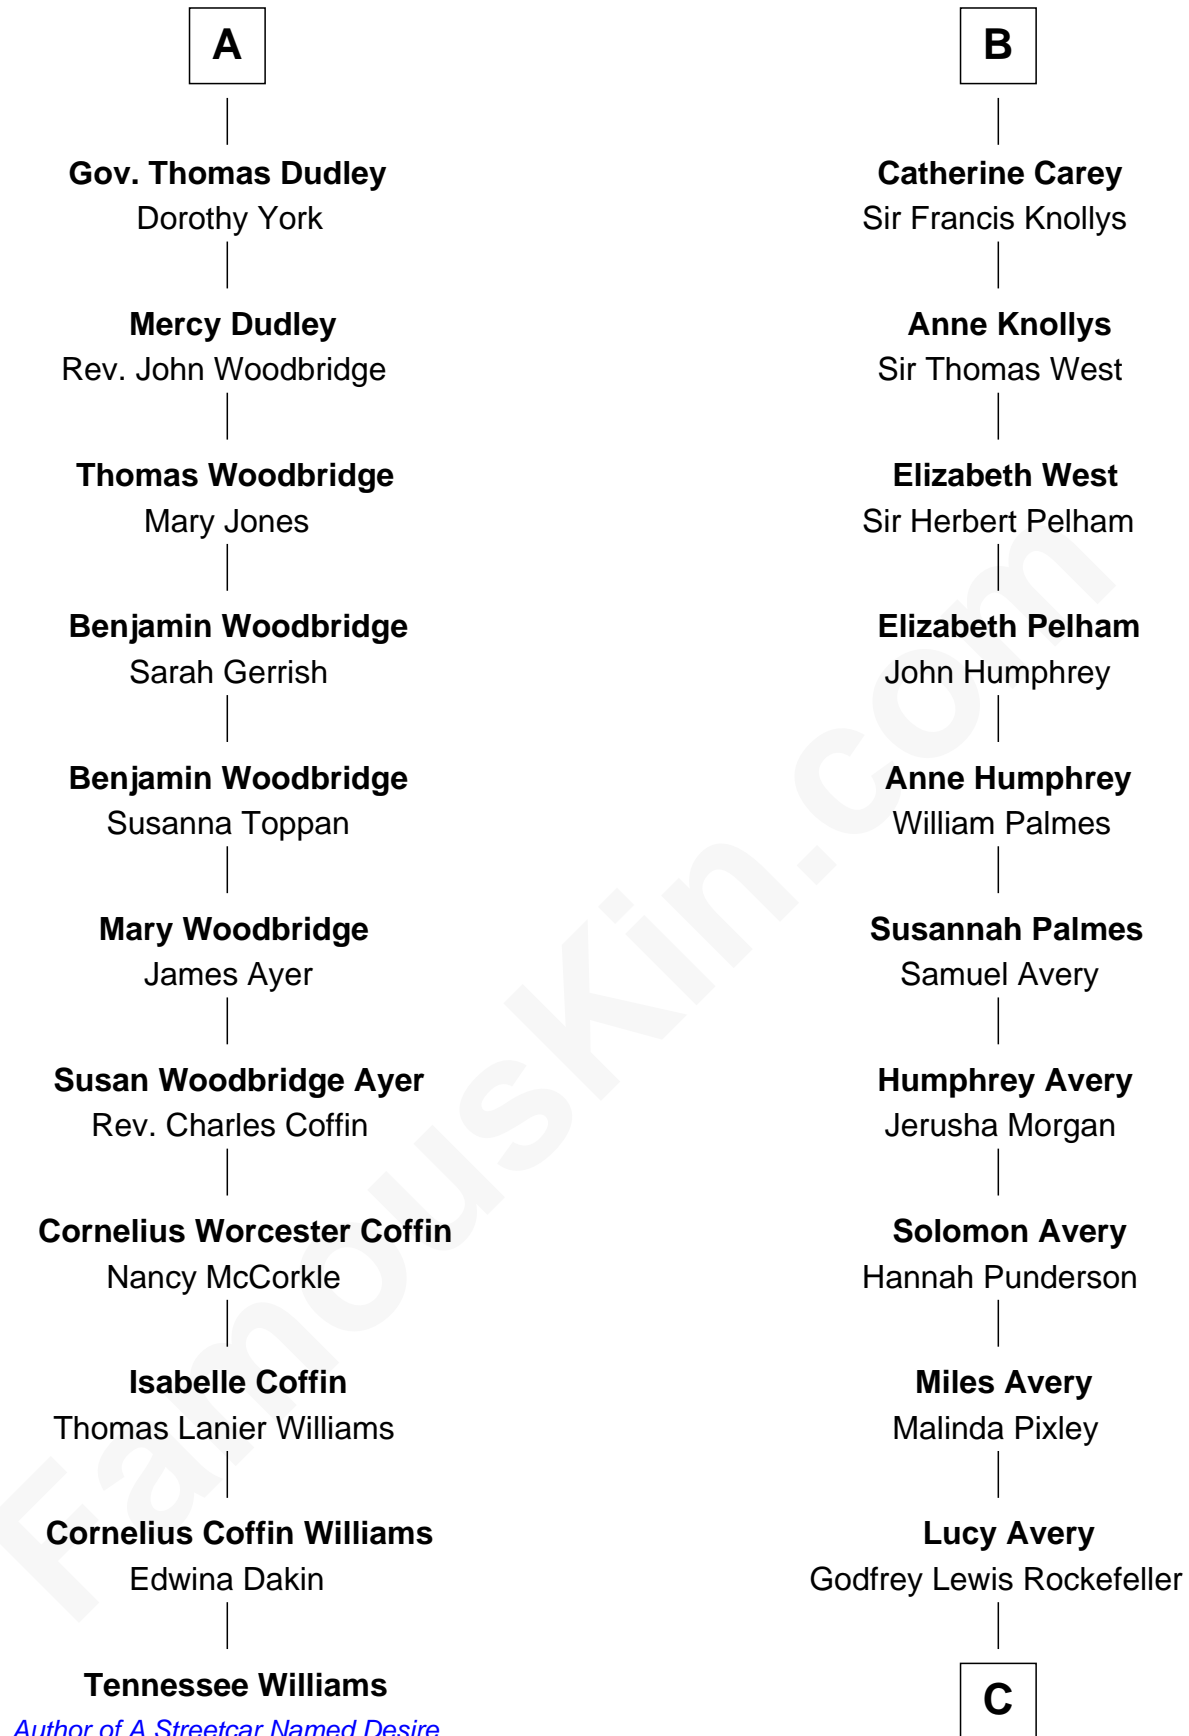 A
Gov. Thomas Dudley
Dorothy York
Mercy Dudley
Rev. John Woodbridge
Thomas Woodbridge
Mary Jones
Benjamin Woodbridge
Sarah Gerrish
Benjamin Woodbridge
Susanna Toppan
Mary Woodbridge
James Ayer
Susan Woodbridge Ayer
Rev. Charles Coffin
Cornelius Worcester Coffin
Nancy McCorkle
Isabelle Coffin
Thomas Lanier Williams
Cornelius Coffin Williams
Edwina Dakin
Tennessee Williams
Author of A Streetcar Named Desire
B
Catherine Carey
Sir Francis Knollys
Anne Knollys
Sir Thomas West
Elizabeth West
Sir Herbert Pelham
Elizabeth Pelham
John Humphrey
Anne Humphrey
William Palmes
Susannah Palmes
Samuel Avery
Humphrey Avery
Jerusha Morgan
Solomon Avery
Hannah Punderson
Miles Avery
Malinda Pixley
Lucy Avery
Godfrey Lewis Rockefeller
C
FamousKin.com